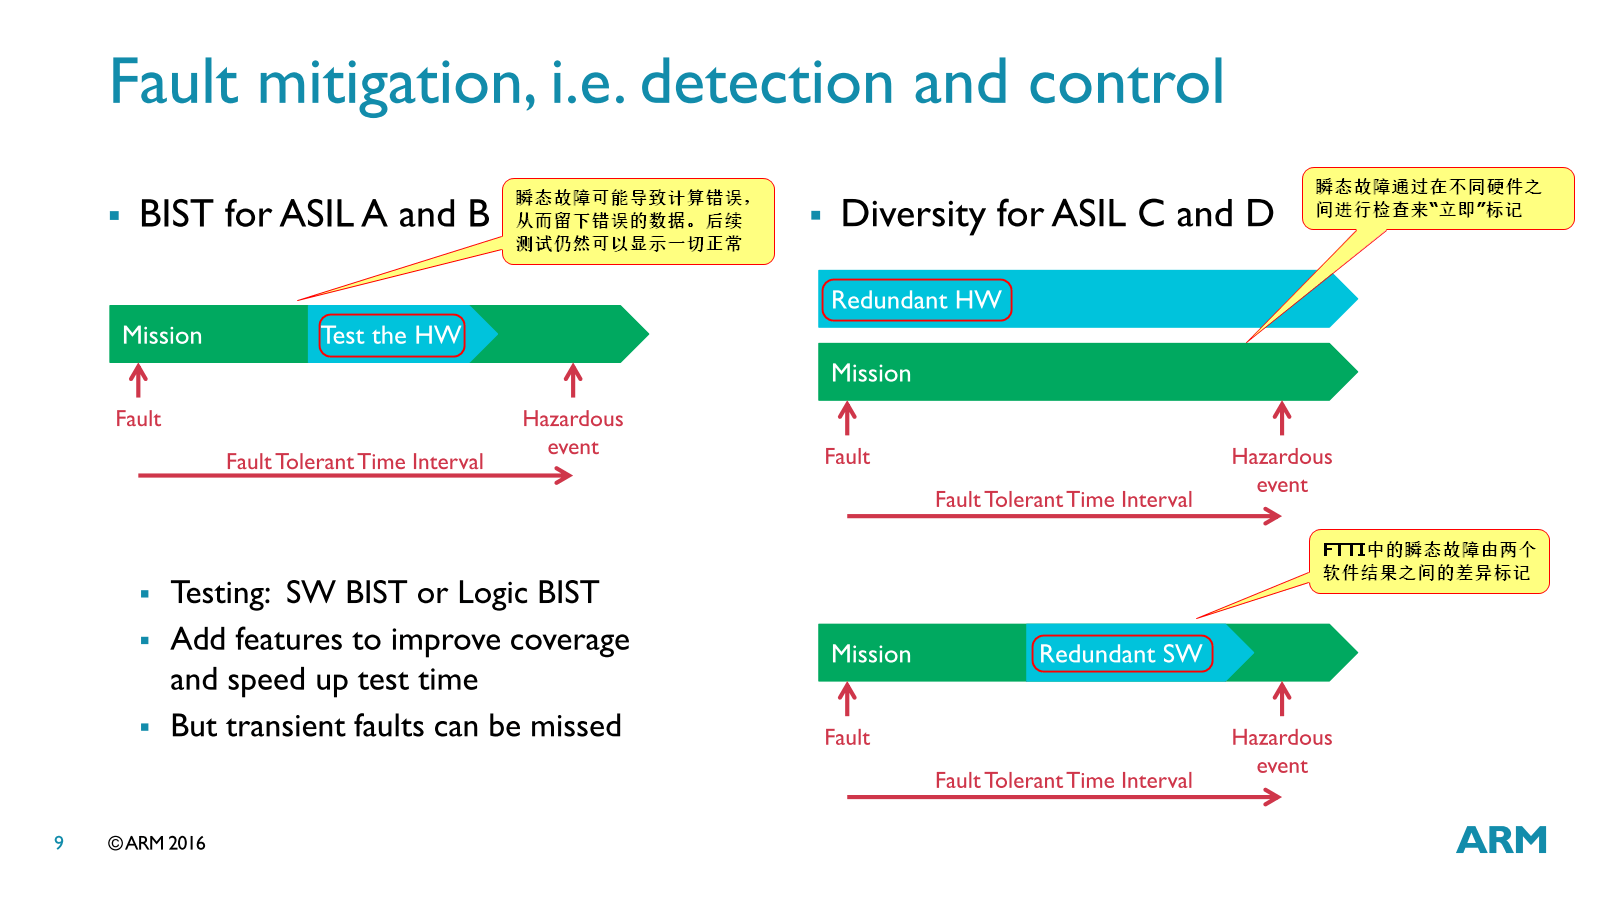 Fault mitigation, i.e. detection and control
BIST for ASIL A and B
瞬态故障可能导致计算错误，
从而留下错误的数据。后续
测试仍然可以显示一切正常
Mission
Test the HW
Fault
Hazardous
event
Fault Tolerant Time Interval
Testing: SW BIST or Logic BIST
Add features to improve coverage
and speed up test time
But transient faults can be missed
Diversity for ASIL C and D
瞬态故障通过在不同硬件之
间进行检查来“立即”标记
Redundant HW
Mission
Fault
Hazardous
event
Fault Tolerant Time Interval
FTTI中的瞬态故障由两个
软件结果之间的差异标记
Mission
Redundant SW
Fault
Hazardous
event
Fault Tolerant Time Interval
9
© ARM 2016
ARM